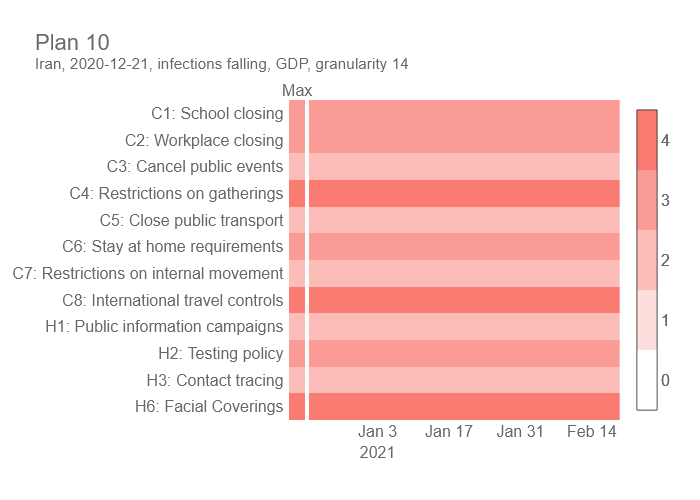 Plan 10
Iran, 2020-12-21, infections falling, GDP, granularity 14
Max
C1: School closing
C2: Workplace closing
C3: Cancel public events
C4: Restrictions on gatherings
C5: Close public transport
C6: Stay at home requirements
C7: Restrictions on internal movement
C8: International travel controls
H1: Public information campaigns
H2: Testing policy
H3: Contact tracing
H6: Facial Coverings
4
3
2
1
0
Jan 3 Jan 17 Jan 31 Feb 14
2021